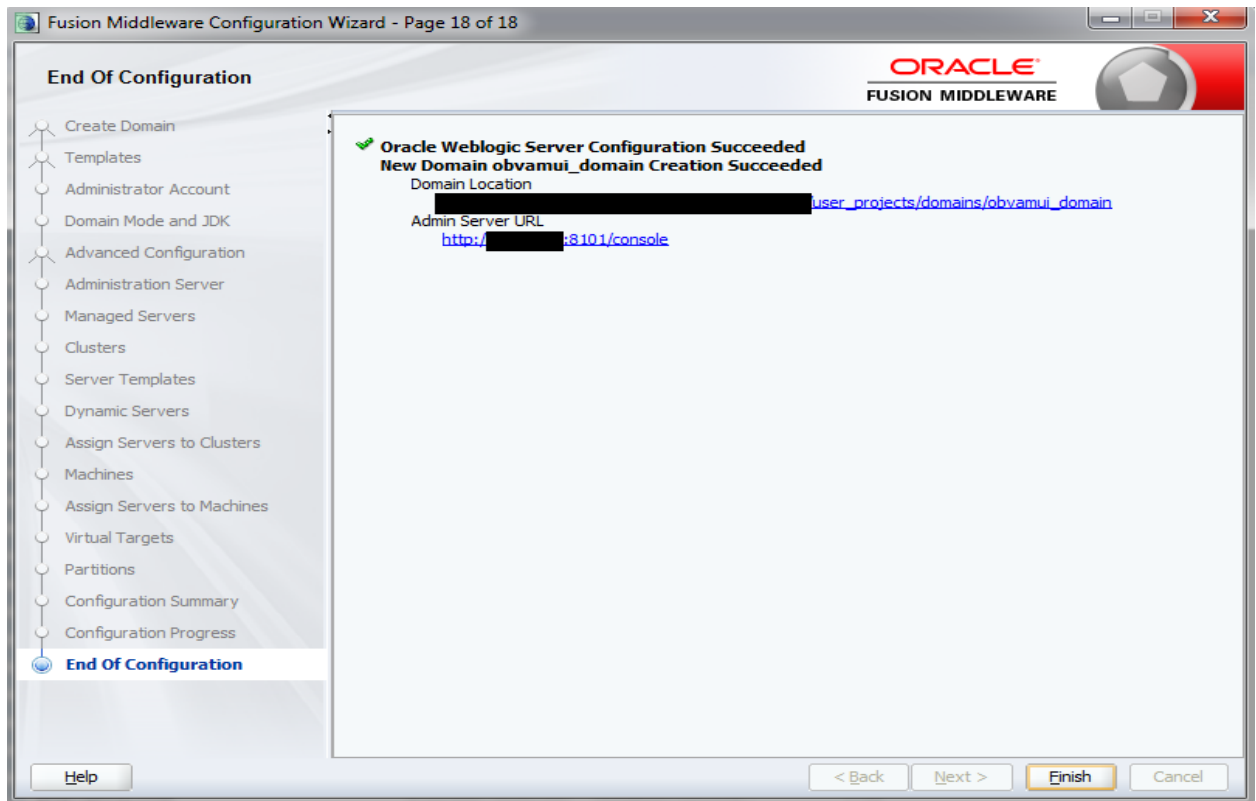 Fusion Middleware Configuration Wizard - Page 18 of 18
End Of Configuration
ORACLE
FUSION MIDDLEWARE
Create Domain
Templates
Administrator Account
Domain Mode and JDK
Advanced Configuration
Administration Server
Managed Servers
Clusters
Server Templates
Dynamic Servers
Assign Servers to Clusters
Machines
Assign Servers to Machines
Virtual Targets
Partitions
Configuration Summary
Configuration Progress
End Of Configuration
Oracle Weblogic Server Configuration Succeeded
New Domain obvamui_domain Creation Succeeded
Domain Location
/user_projects/domains/obvamui_domain
Admin Server URL
http:/ :8101/console
Help
< Back
Next >
Finish
Cancel